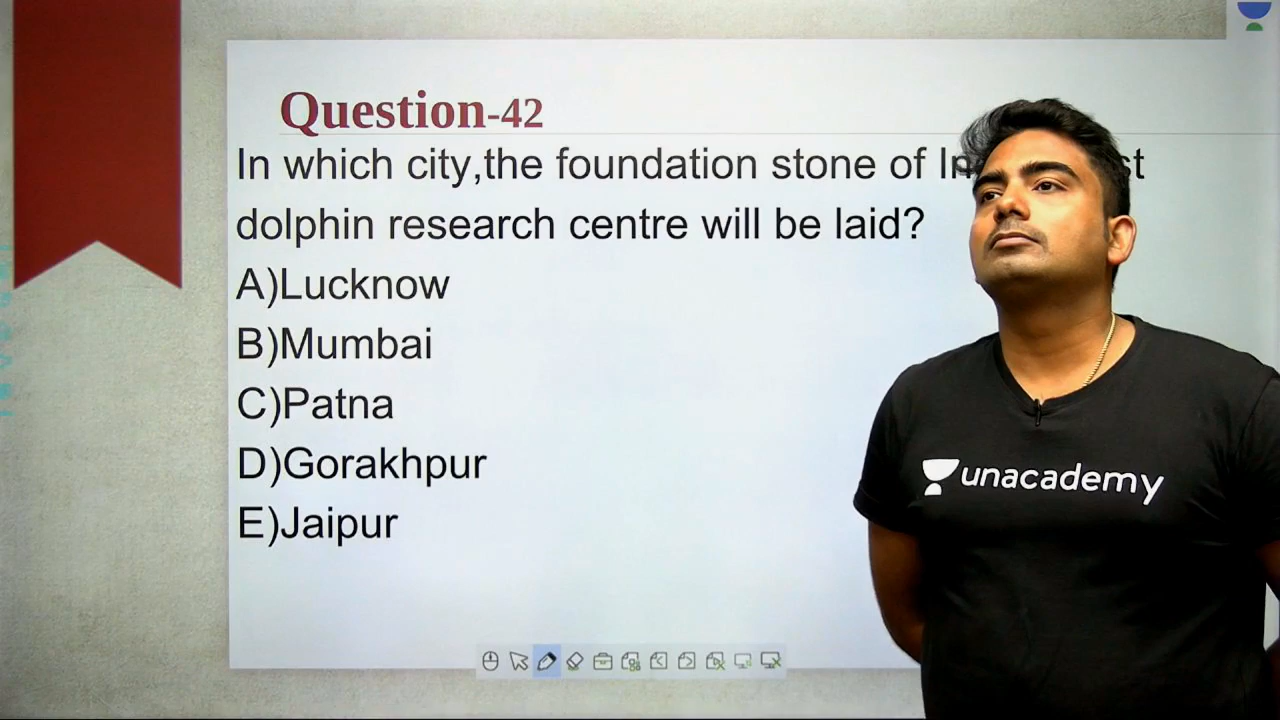 Question-42
In which city,the foundation stone of In st
dolphin research centre will be laid?
A)Lucknow
B)Mumbai
C)Patna
D)Gorakhpur
E)Jaipur
unacademy